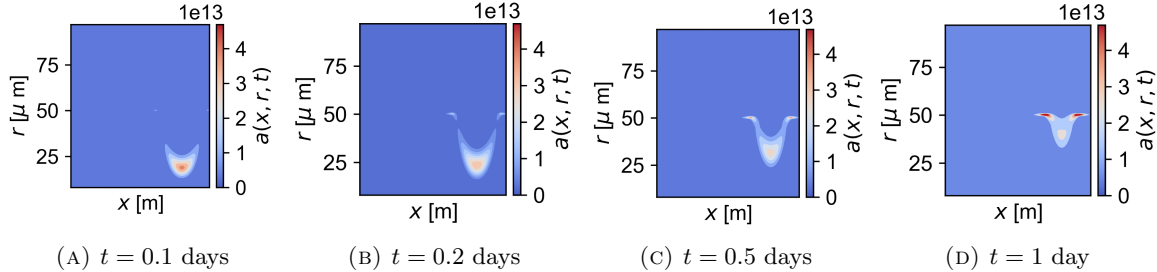 1e13 1e13 1e13 1e13
r [μ m] 75 50 25 4 3 2 1 0 a(x, r, t)
r [μ m] 75 50 25 4 3 2 1 0 a(x, r, t)
r [μ m] 75 50 25 4 3 2 1 0 a(x, r, t)
r [μ m] 75 50 25 4 3 2 1 0 a(x, r, t)
x [m] x [m] x [m] x [m]
(A) t = 0.1 days (B) t = 0.2 days (C) t = 0.5 days (D) t = 1 day